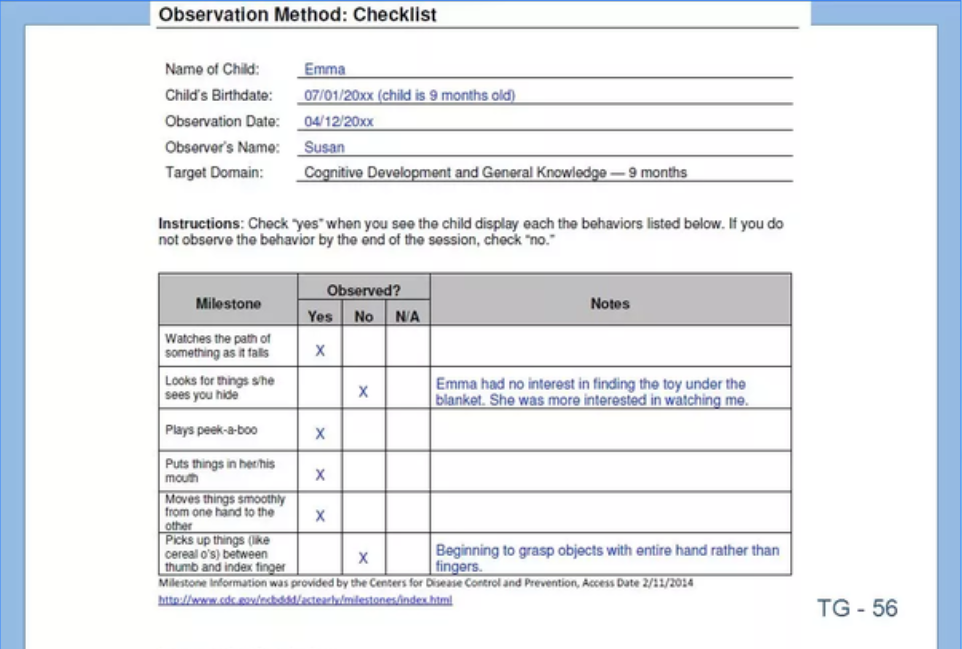 Observation Method: Checklist
Name of Child: Emma
Child's Birthdate: 07/01/20xx (child is 9 months old)
Observation Date: 04/12/20xx
Observer's Name: Susan
Target Domain: Cognitive Development and General Knowledge — 9 months
Instructions: Check “yes” when you see the child display each the behaviors listed below. If you do
not observe the behavior by the end of the session, check “no.”
Milestone
Observed?
Notes
Yes No N/A
Watches the path of
something as it falls
X
Looks for things s/he
sees you hide
X
Emma had no interest in finding the toy under the
blanket. She was more interested in watching me.
Plays peek-a-boo
X
Puts things in her/his
mouth
X
Moves things smoothly
from one hand to the
other
X
Picks up things (like
cereal o's) between
thumb and index finger
X
Beginning to grasp objects with entire hand rather than
fingers.
Milestone Information was provided by the Centers for Disease Control and Prevention, Access Date 2/11/2014
http://www.cdc.gov/ncbddd/actearly/milestones/index.html
TG - 56